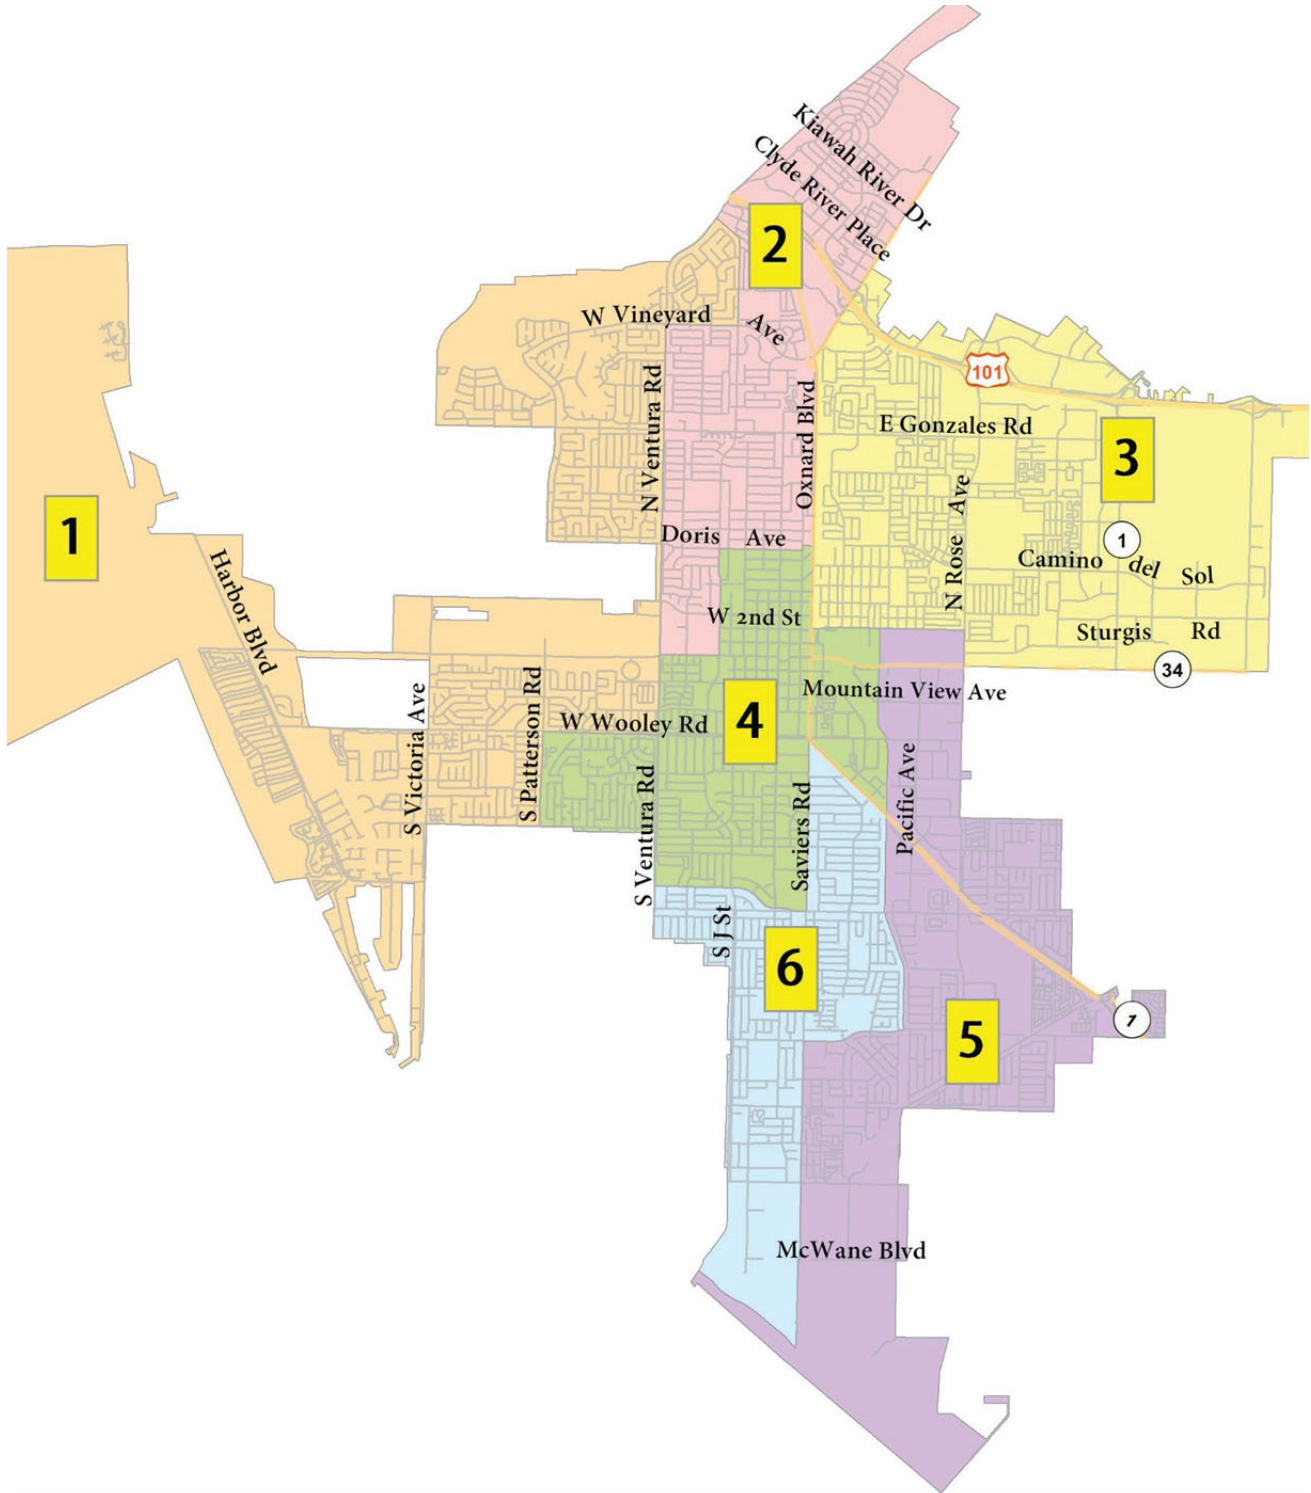 Kiawah River Dr
Clyde River Place
2
W Vineyard Ave
101
N Ventura Rd
Oxnard Blvd
E Gonzales Rd
3
N Rose Ave
1
Harbor Blvd
Doris Ave
1
Camino del Sol
W 2nd St
Sturgis Rd
34
Mountain View Ave
4
W Wooley Rd
S Victoria Ave
S Patterson Rd
S Ventura Rd
Saviers Rd
Pacific Ave
S J St
6
5
1
McWane Blvd